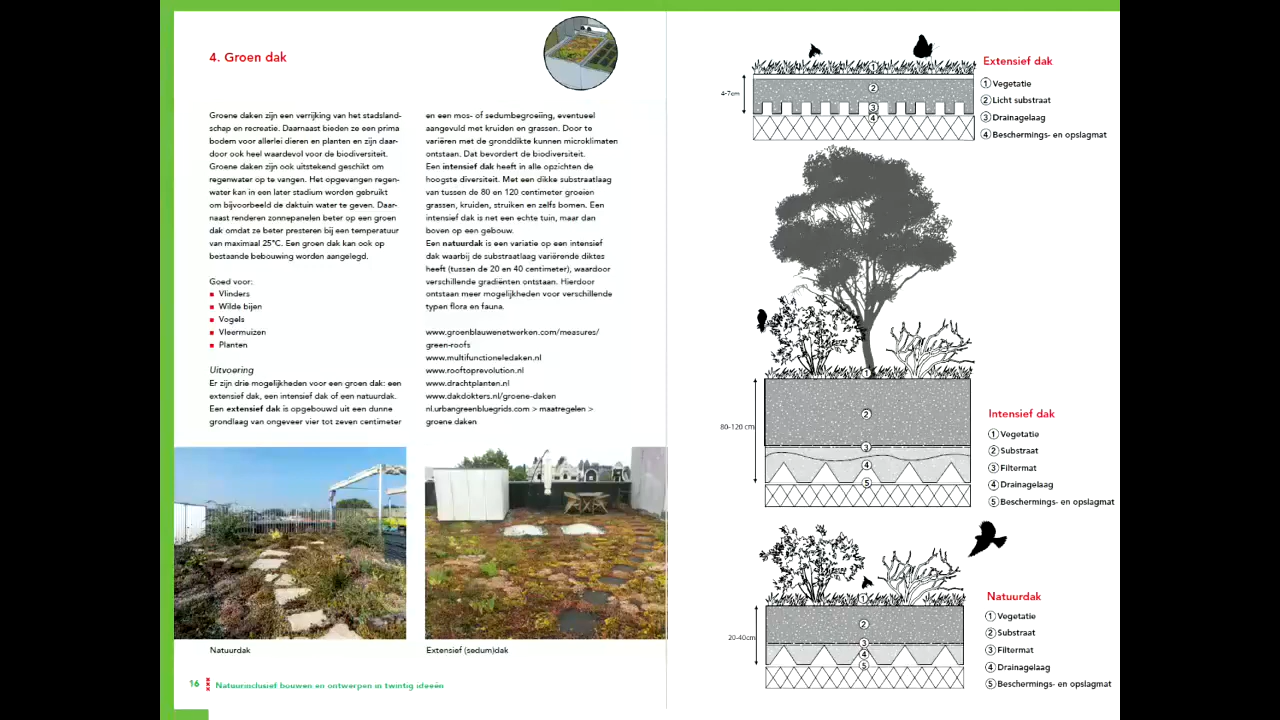 4. Groen dak
Groene daken zijn een verrijking van het stadsland-
schap en recreatie. Daarnaast bieden ze een prima
bodem voor allerlei dieren en planten en zijn daar-
door ook heel waardevol voor de biodiversiteit.
Groene daken zijn ook uitstekend geschikt om
regenwater op te vangen. Het opgevangen regen-
water kan in een later stadium worden gebruikt
om bijvoorbeeld de daktuin water te geven. Daar-
naast renderen zonnepanelen beter op een groen
dak omdat ze beter presteren bij een temperatuur
van maximaal 25°C. Een groen dak kan ook op
bestaande bebouwing worden aangelegd.
Goed voor:
Vlinders
Wilde bijen
Vogels
Vleermuizen
Planten
Uitvoering
Er zijn drie mogelijkheden voor een groen dak: een
extensief dak, een intensief dak of een natuurdak.
Een extensief dak is opgebouwd uit een dunne
grondlaag van ongeveer vier tot zeven centimeter
en een mos- of sedumbegroeiing, eventueel
aangevuld met kruiden en grassen. Door te
variëren met de gronddikte kunnen microklimaten
ontstaan. Dat bevordert de biodiversiteit.
Een intensief dak heeft in alle opzichten de
hoogste diversiteit. Met een dikke substraatlaag
van tussen de 80 en 120 centimeter groeien
grassen, kruiden, struiken en zelfs bomen. Een
intensief dak is net een echte tuin, maar dan
boven op een gebouw.
Een natuurdak is een variatie op een intensief
dak waarbij de substraatlaag variërende diktes
heeft (tussen de 20 en 40 centimeter), waardoor
verschillende gradiënten ontstaan. Hierdoor
ontstaan meer mogelijkheden voor verschillende
typen flora en fauna.
www.groenblauwenetwerken.com/measures/
green-roofs
www.multifunctioneledaken.nl
www.rooftoprevolution.nl
www.drachtplanten.nl
www.dakdokters.nl/groene-daken
nl.urbangreenbluegrids.com > maatregelen >
groene daken
Natuurdak
Extensief (sedum)dak
16 Natuurinclusief bouwen en ontwerpen in twintig ideeën
4-7cm
1
2
3
4
Extensief dak
1 Vegetatie
2 Licht substraat
3 Drainagelaag
4 Beschermings- en opslagmat
80-120 cm
1
2
3
4
5
Intensief dak
1 Vegetatie
2 Substraat
3 Filtermat
4 Drainagelaag
5 Beschermings- en opslagmat
20-40cm
1
2
3
4
5
Natuurdak
1 Vegetatie
2 Substraat
3 Filtermat
4 Drainagelaag
5 Beschermings- en opslagmat